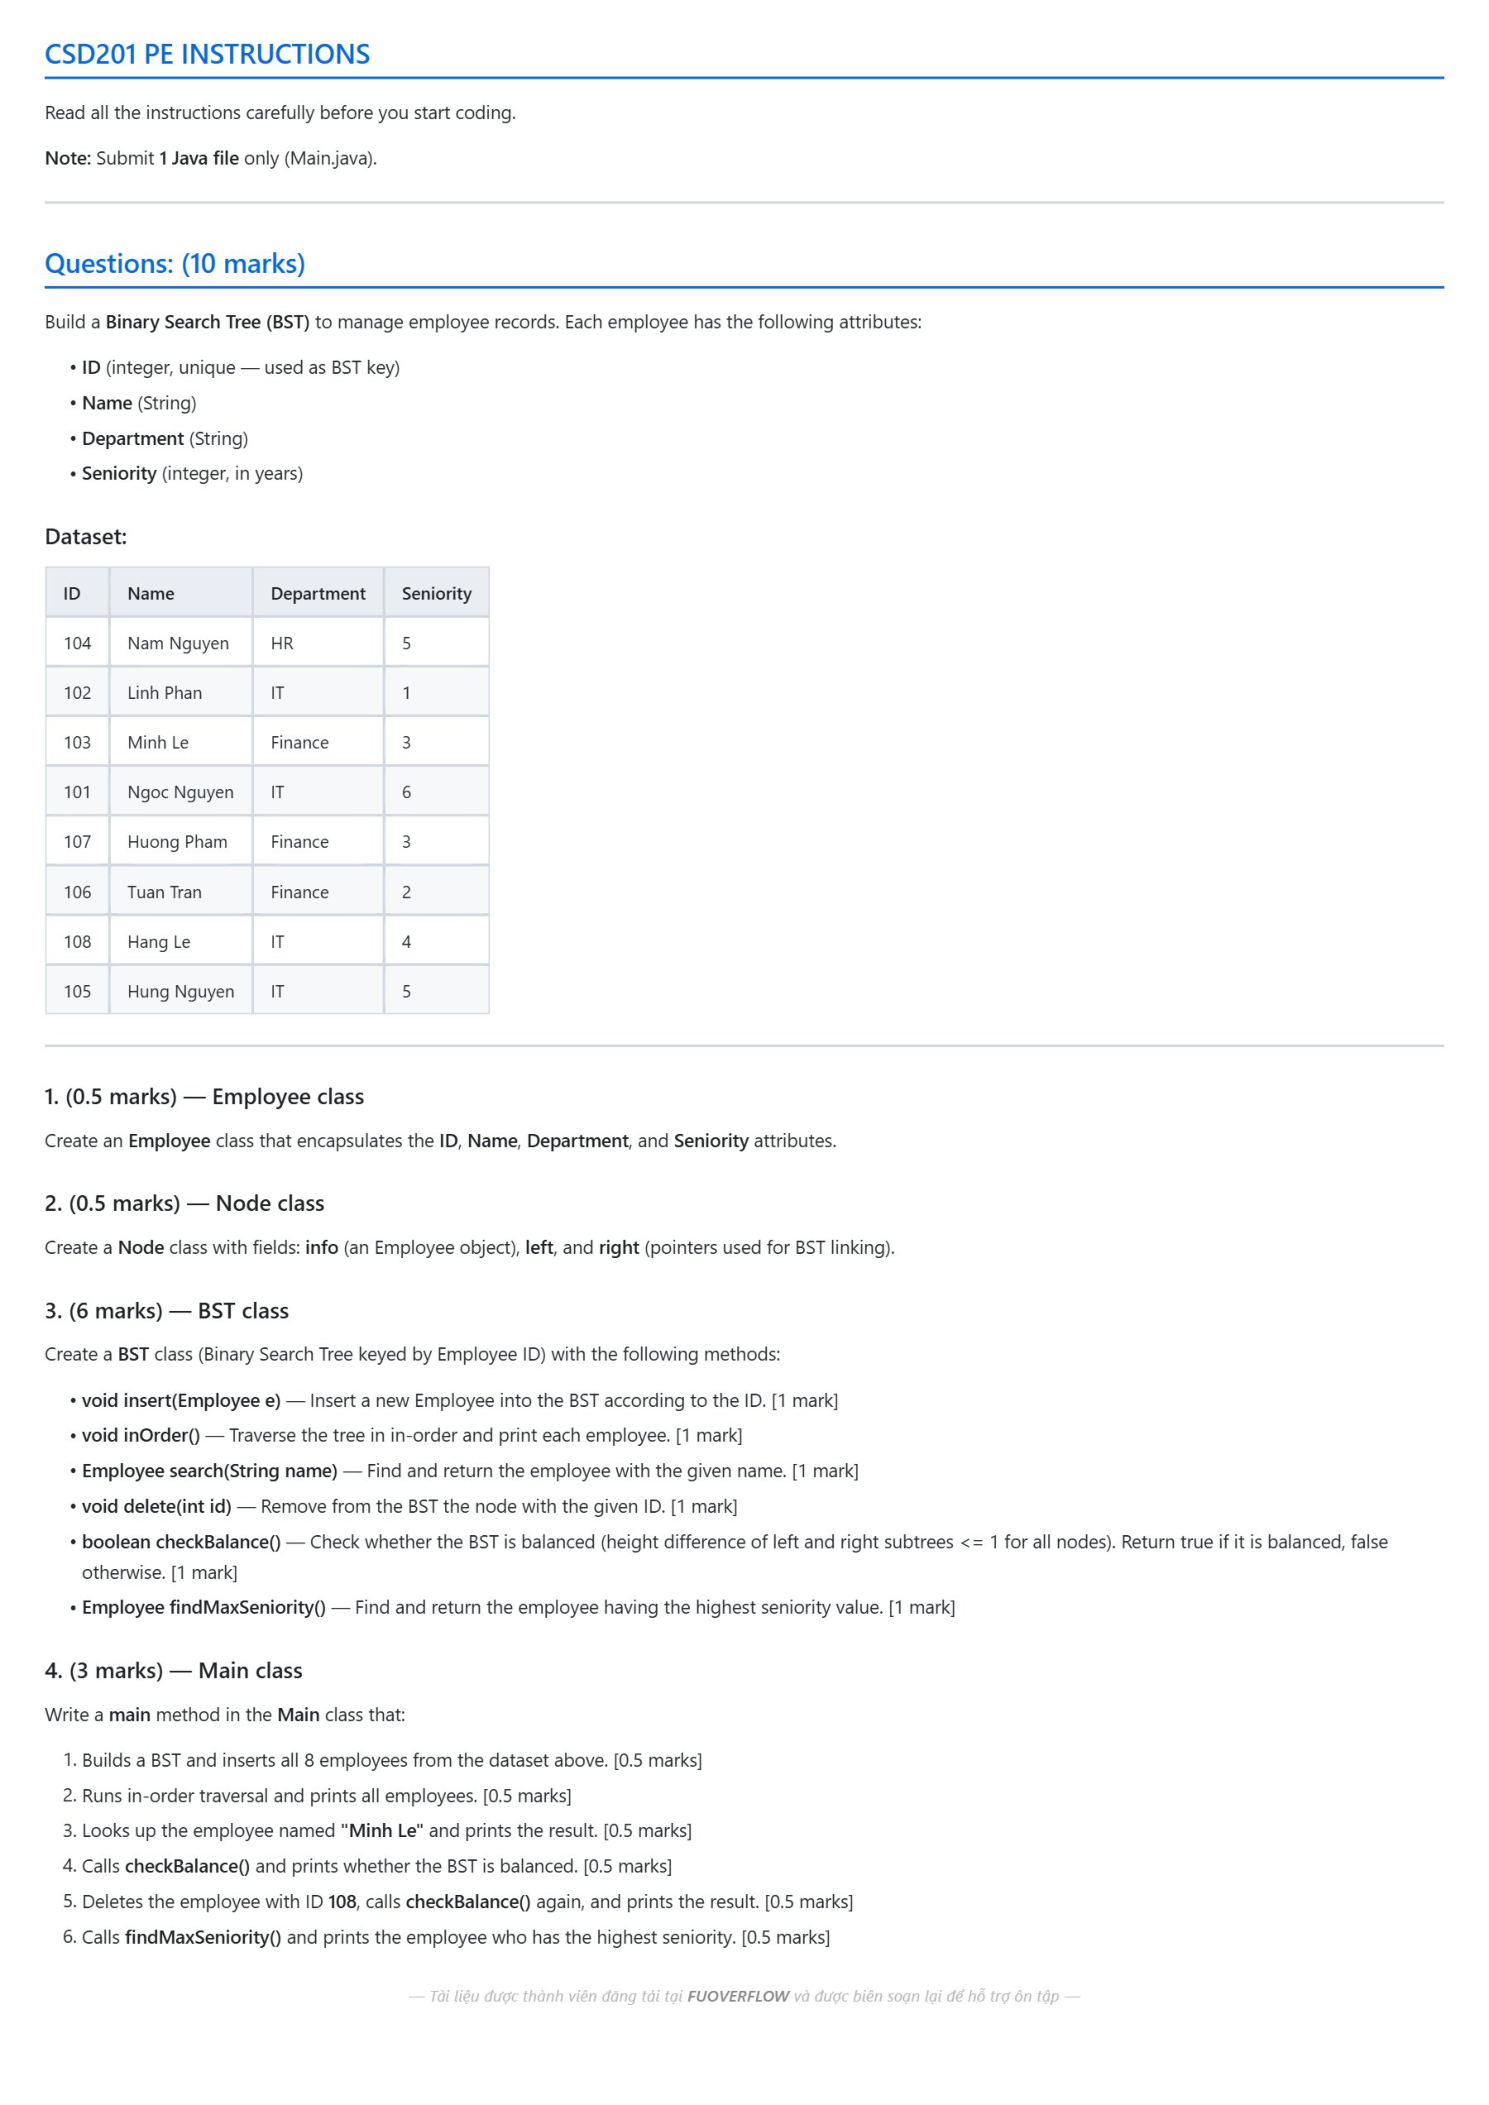 CSD201 PE INSTRUCTIONS
Read all the instructions carefully before you start coding.
Note: Submit 1 Java file only (Main.java).
Questions: (10 marks)
Build a Binary Search Tree (BST) to manage employee records. Each employee has the following attributes:
• ID (integer, unique — used as BST key)
• Name (String)
• Department (String)
• Seniority (integer, in years)
Dataset:
ID Name Department Seniority
104 Nam Nguyen HR 5
102 Linh Phan IT 1
103 Minh Le Finance 3
101 Ngoc Nguyen IT 6
107 Huong Pham Finance 3
106 Tuan Tran Finance 2
108 Hang Le IT 4
105 Hung Nguyen IT 5
1. (0.5 marks) — Employee class
Create an Employee class that encapsulates the ID, Name, Department, and Seniority attributes.
2. (0.5 marks) — Node class
Create a Node class with fields: info (an Employee object), left, and right (pointers used for BST linking).
3. (6 marks) — BST class
Create a BST class (Binary Search Tree keyed by Employee ID) with the following methods:
• void insert(Employee e) — Insert a new Employee into the BST according to the ID. [1 mark]
• void inOrder() — Traverse the tree in in-order and print each employee. [1 mark]
• Employee search(String name) — Find and return the employee with the given name. [1 mark]
• void delete(int id) — Remove from the BST the node with the given ID. [1 mark]
• boolean checkBalance() — Check whether the BST is balanced (height difference of left and right subtrees <= 1 for all nodes). Return true if it is balanced, false
otherwise. [1 mark]
• Employee findMaxSeniority() — Find and return the employee having the highest seniority value. [1 mark]
4. (3 marks) — Main class
Write a main method in the Main class that:
1. Builds a BST and inserts all 8 employees from the dataset above. [0.5 marks]
2. Runs in-order traversal and prints all employees. [0.5 marks]
3. Looks up the employee named "Minh Le" and prints the result. [0.5 marks]
4. Calls checkBalance() and prints whether the BST is balanced. [0.5 marks]
5. Deletes the employee with ID 108, calls checkBalance() again, and prints the result. [0.5 marks]
6. Calls findMaxSeniority() and prints the employee who has the highest seniority. [0.5 marks]
— Tài liệu được thành viên đăng tải tại FUOVERFLOW và được biên soạn lại để hỗ trợ ôn tập —